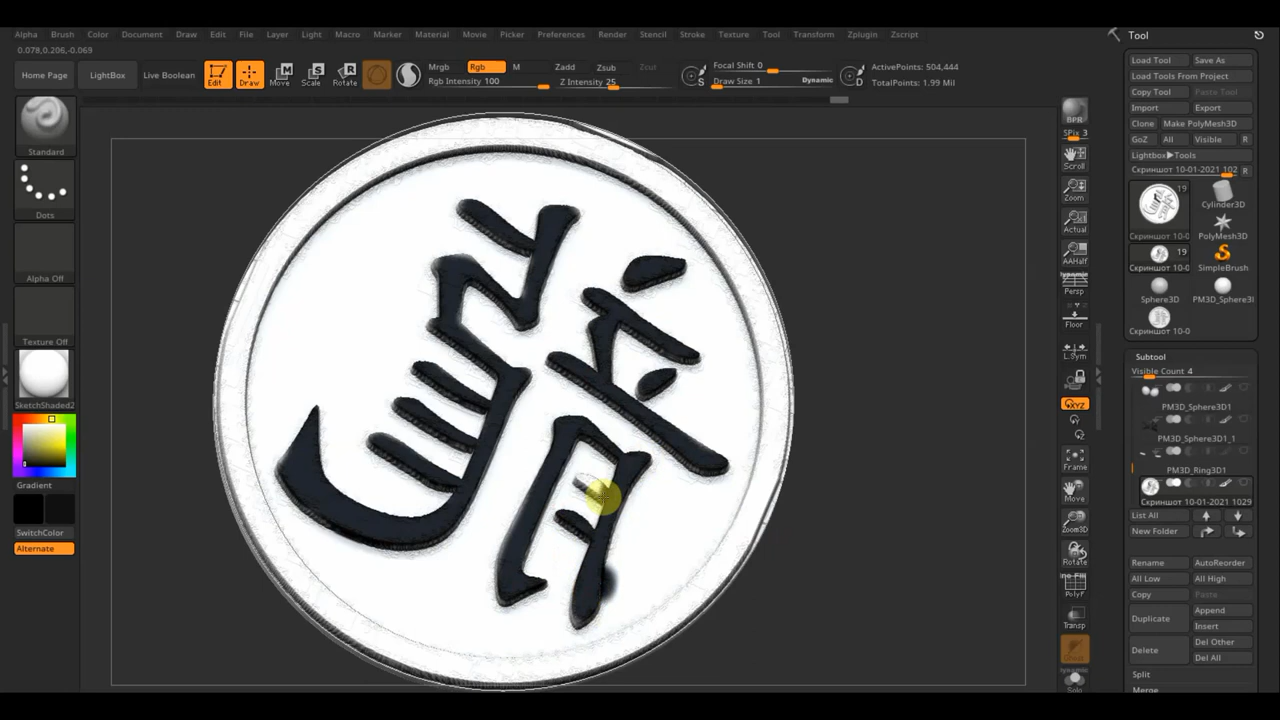 Alpha Brush Color Document Draw Edit File Layer Light Macro Marker Material Movie Picker Preferences Render Stencil Stroke Texture Tool Transform Zplugin Zscript
0.078,0.206,-0.069
Home Page LightBox Live Boolean Edit Draw Move Scale Rotate
Mrgb Rgb M Zadd Zsub Zcut
Rgb Intensity 100 Z Intensity 25
Focal Shift 0
Draw Size 1 Dynamic
ActivePoints: 504,444
TotalPoints: 1.99 Mil
Standard
Dots
Alpha Off
Texture Off
SketchShaded2
Gradient
SwitchColor
Alternate
龍
BPR
SPix 3
Scroll
Zoom
Actual
AAHalf
Dynamic
Persp
Floor
L.Sym
XYZ
Y
Z
Frame
Move
Zoom3D
Rotate
Line Fill
PolyF
Transp
Ghost
Dynamic
Solo
Tool
Load Tool Save As
Load Tools From Project
Copy Tool Paste Tool
Import Export
Clone Make PolyMesh3D
GoZ All Visible R
Lightbox▶Tools
Скриншот 10-01-2021 102 R
19
Cylinder3D
Скриншот 10-0
PolyMesh3D
19
Скриншот 10-0
SimpleBrush
Sphere3D PM3D_Sphere3I
Скриншот 10-0
Subtool
Visible Count 4
PM3D_Sphere3D1
PM3D_Sphere3D1_1
PM3D_Ring3D1
Скриншот 10-01-2021 1029
List All
New Folder
Rename AutoReorder
All Low All High
Copy Paste
Duplicate Append
Insert
Delete Del Other
Del All
Split
Merge